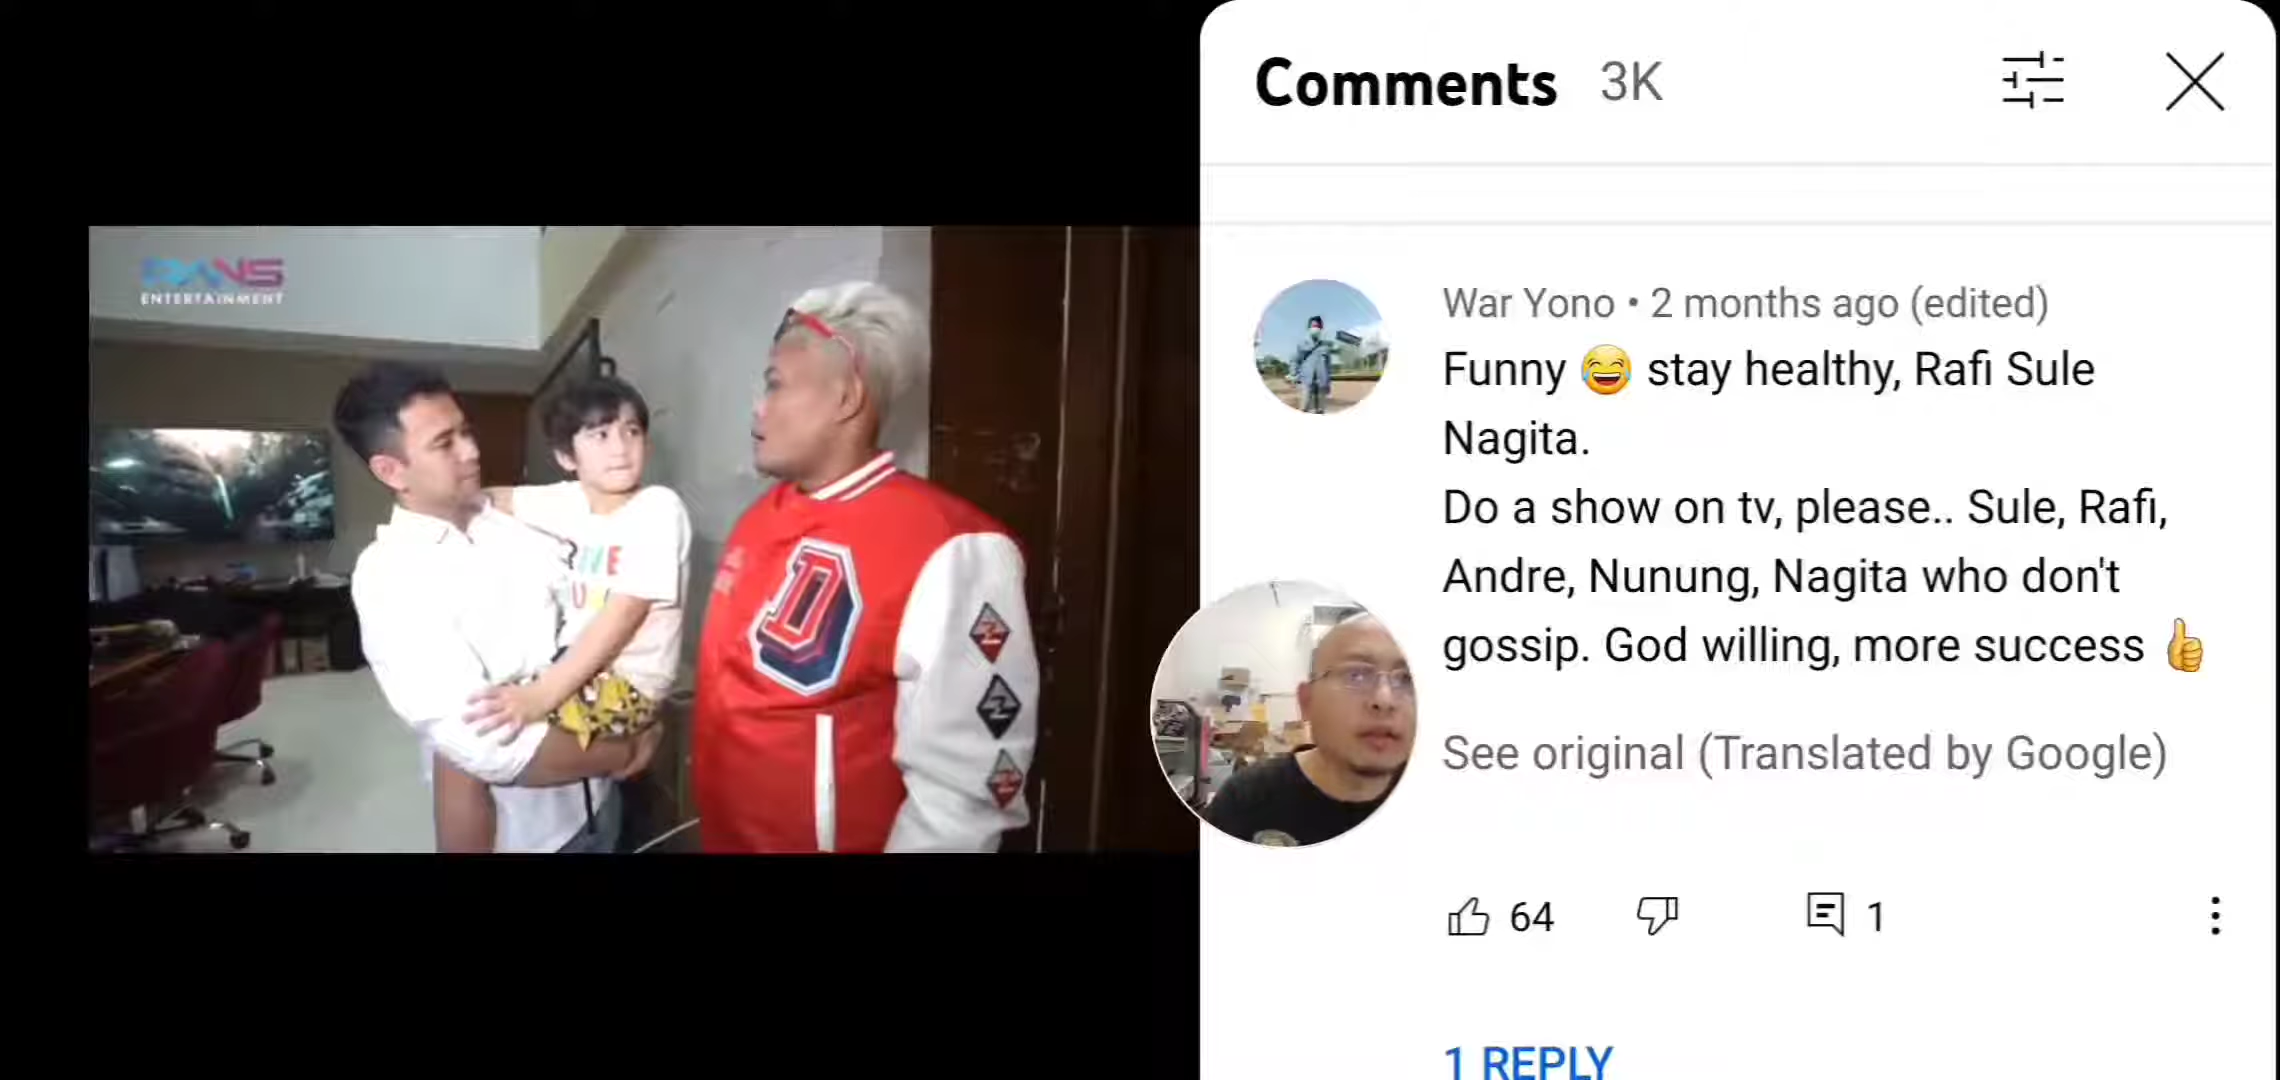 Comments 3K
RANS
ENTERTAINMENT
War Yono • 2 months ago (edited)
Funny 😂 stay healthy, Rafi Sule
Nagita.
Do a show on tv, please.. Sule, Rafi,
Andre, Nunung, Nagita who don't
gossip. God willing, more success 👍
See original (Translated by Google)
D
64
1
1 REPLY